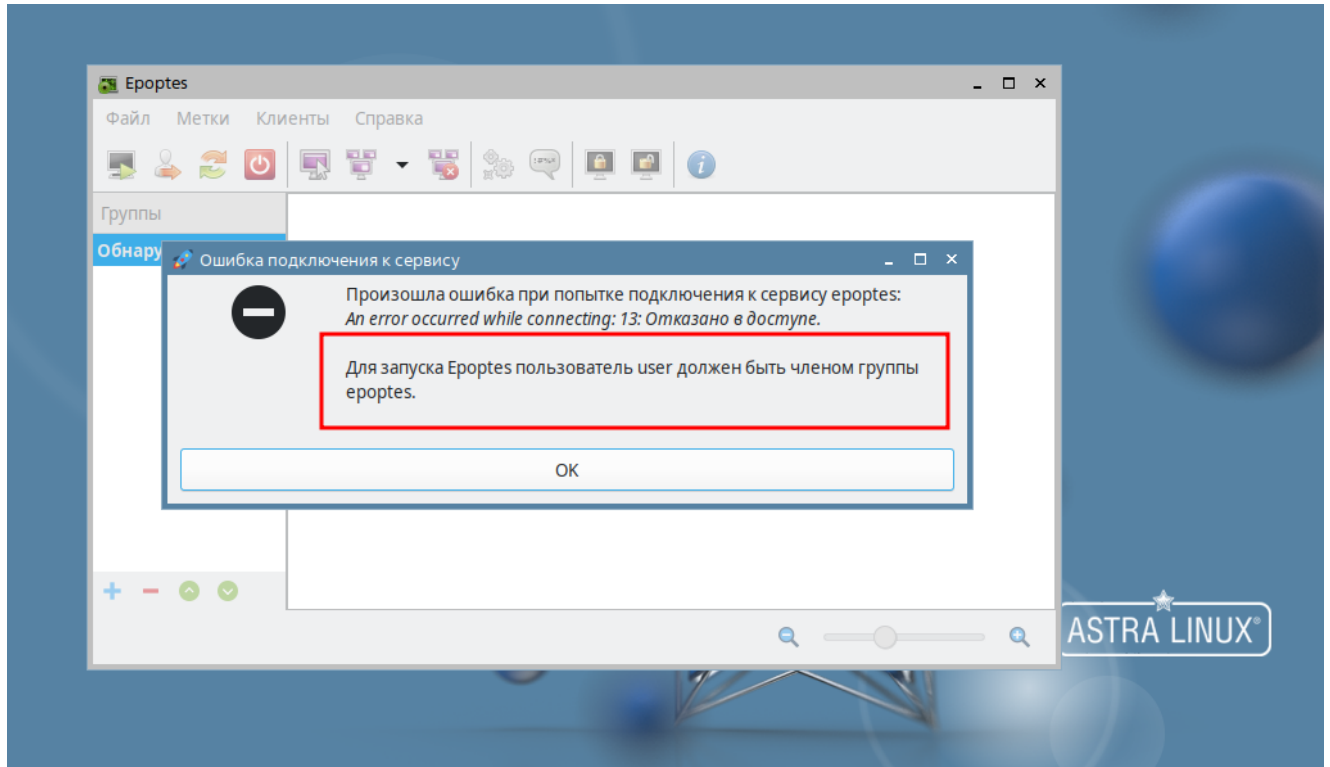 Epoptes
Файл Метки Клиенты Справка
Группы
Обнару
Ошибка подключения к сервису
Произошла ошибка при попытке подключения к сервису epoptes:
An error occurred while connecting: 13: Отказано в доступе.
Для запуска Epoptes пользователь user должен быть членом группы
epoptes.
OK
ASTRA LINUX®